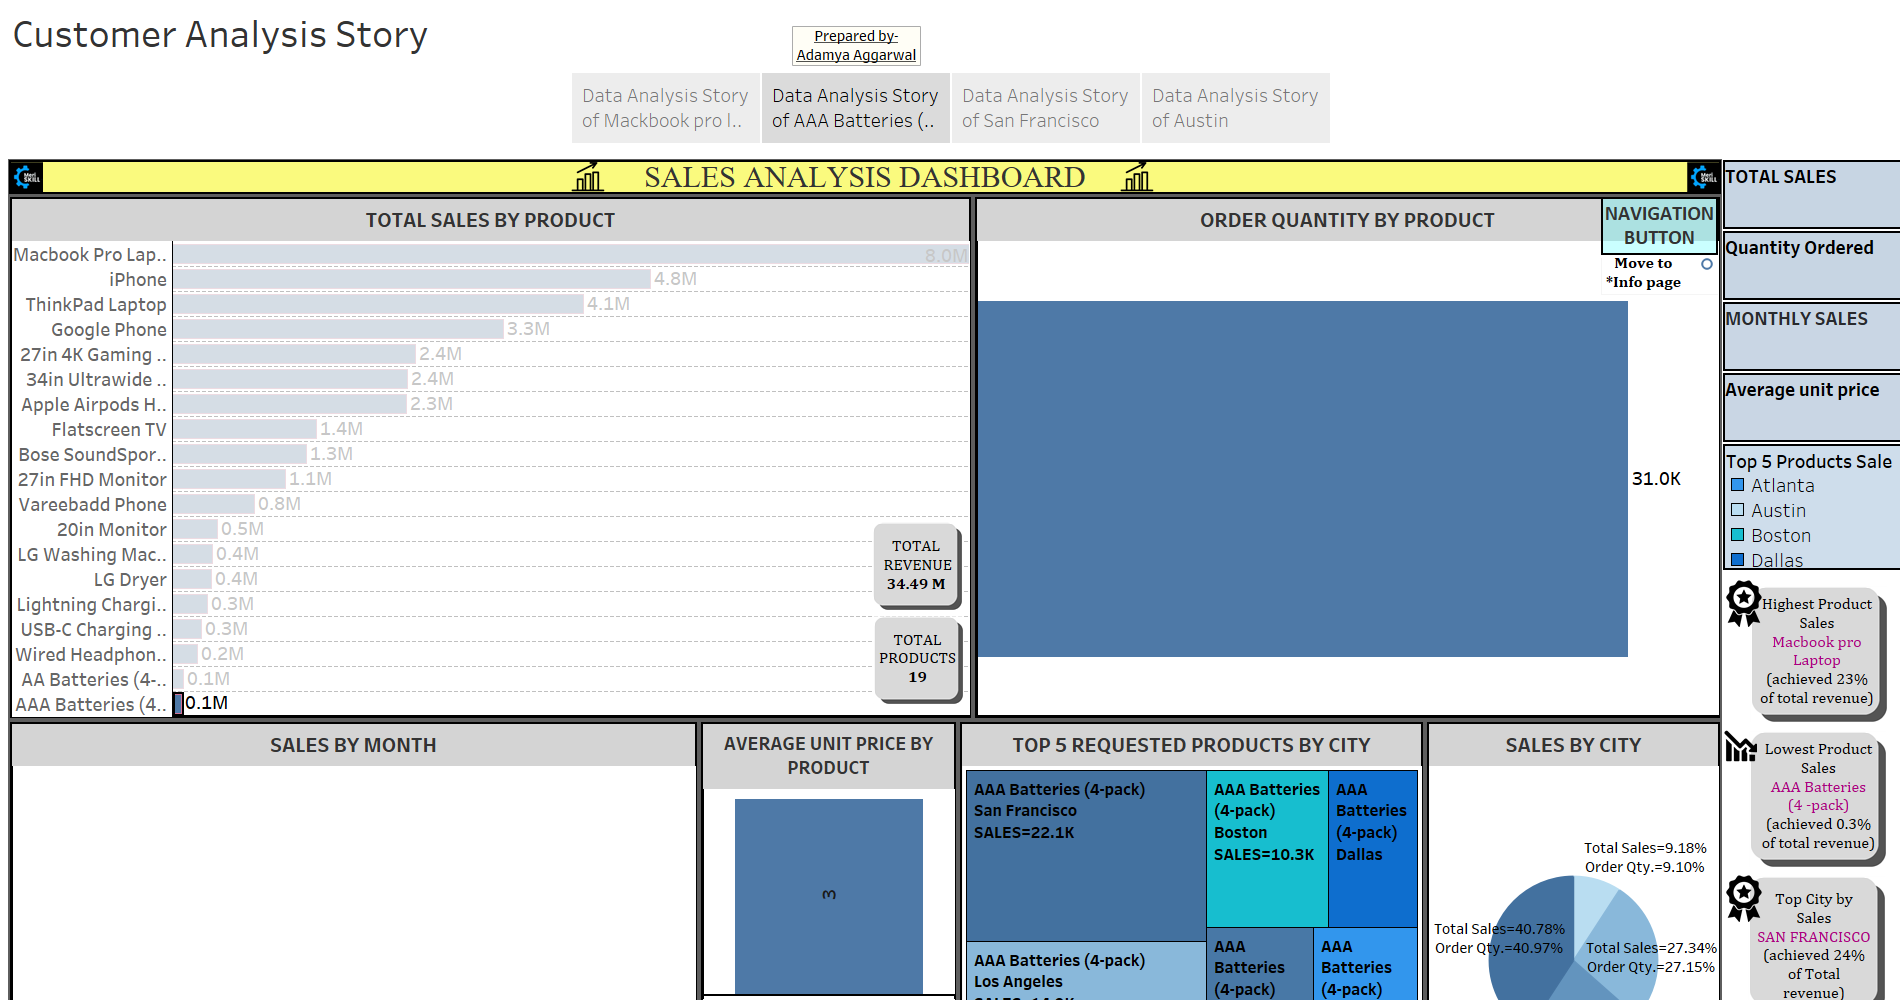 Customer Analysis Story
Prepared by-
Adamya Aggarwal
Data Analysis Story
of Mackbook pro l..
Data Analysis Story
of AAA Batteries (..
Data Analysis Story
of San Francisco
Data Analysis Story
of Austin
Meri
SKILL
SALES ANALYSIS DASHBOARD
Meri
SKILL
TOTAL SALES BY PRODUCT
Macbook Pro Lap.. 8.0M
iPhone 4.8M
ThinkPad Laptop 4.1M
Google Phone 3.3M
27in 4K Gaming .. 2.4M
34in Ultrawide .. 2.4M
Apple Airpods H.. 2.3M
Flatscreen TV 1.4M
Bose SoundSpor.. 1.3M
27in FHD Monitor 1.1M
Vareebadd Phone 0.8M
20in Monitor 0.5M
LG Washing Mac.. 0.4M
LG Dryer 0.4M
Lightning Chargi.. 0.3M
USB-C Charging .. 0.3M
Wired Headphon.. 0.2M
AA Batteries (4-.. 0.1M
AAA Batteries (4.. 0.1M
TOTAL
REVENUE
34.49 M
TOTAL
PRODUCTS
19
ORDER QUANTITY BY PRODUCT
NAVIGATION
BUTTON
Move to
*Info page
31.0K
TOTAL SALES
Quantity Ordered
MONTHLY SALES
Average unit price
Top 5 Products Sale
Atlanta
Austin
Boston
Dallas
Highest Product
Sales
Macbook pro
Laptop
(achieved 23%
of total revenue)
Lowest Product
Sales
AAA Batteries
(4 -pack)
(achieved 0.3%
of total revenue)
Top City by
Sales
SAN FRANCISCO
(achieved 24%
of Total
revenue)
SALES BY MONTH
AVERAGE UNIT PRICE BY
PRODUCT
3
TOP 5 REQUESTED PRODUCTS BY CITY
AAA Batteries (4-pack)
San Francisco
SALES=22.1K
AAA Batteries
(4-pack)
Boston
SALES=10.3K
AAA
Batteries
(4-pack)
Dallas
AAA Batteries (4-pack)
Los Angeles
AAA
Batteries
(4-pack)
AAA
Batteries
(4-pack)
SALES BY CITY
Total Sales=9.18%
Order Qty.=9.10%
Total Sales=40.78%
Order Qty.=40.97%
Total Sales=27.34%
Order Qty.=27.15%